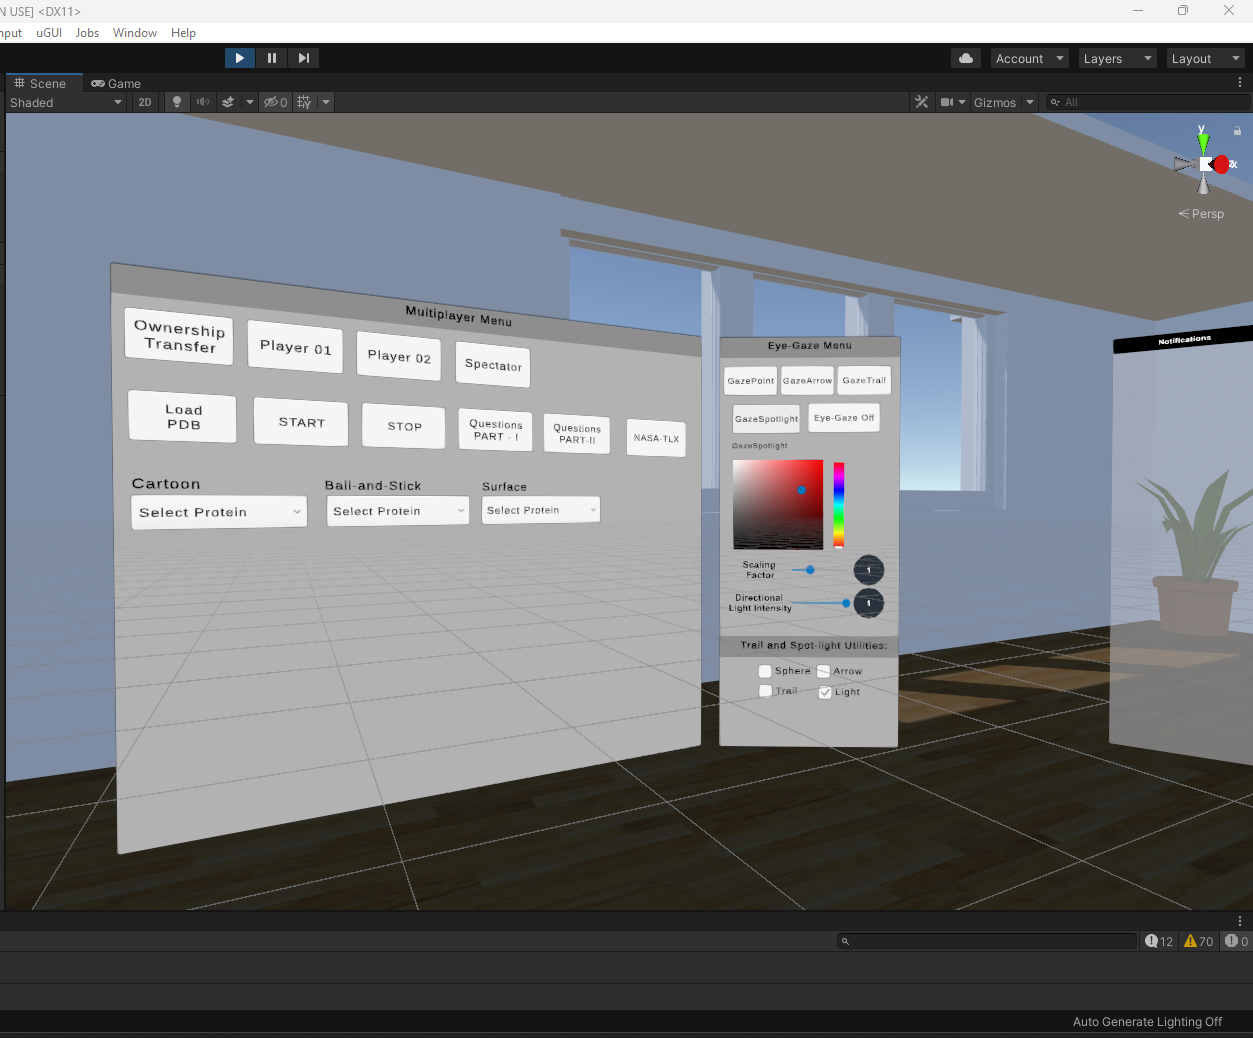 N USE] <DX11>
nput uGUI Jobs Window Help
Account Layers Layout
Scene Game
Shaded 2D 0 Gizmos All
y
x
Persp
Multiplayer Menu
Ownership
Transfer
Player 01
Player 02
Spectator
Load
PDB
START
STOP
Questions
PART - I
Questions
PART-II
NASA-TLX
Cartoon
Select Protein
Ball-and-Stick
Select Protein
Surface
Select Protein
Eye-Gaze Menu
GazePoint GazeArrow GazeTrail
GazeSpotlight Eye-Gaze Off
GazeSpotlight
Scaling
Factor
1
Directional
Light Intensity
1
Trail and Spot-light Utilities:
Sphere Arrow
Trail Light
Notifications
12 70 0
Auto Generate Lighting Off